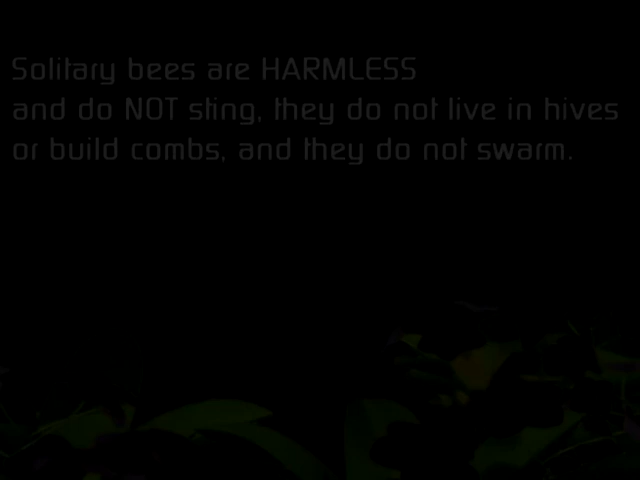 Solitary bees are HARMLESS
and do NOT sting, they do not live in hives
or build combs, and they do not swarm.